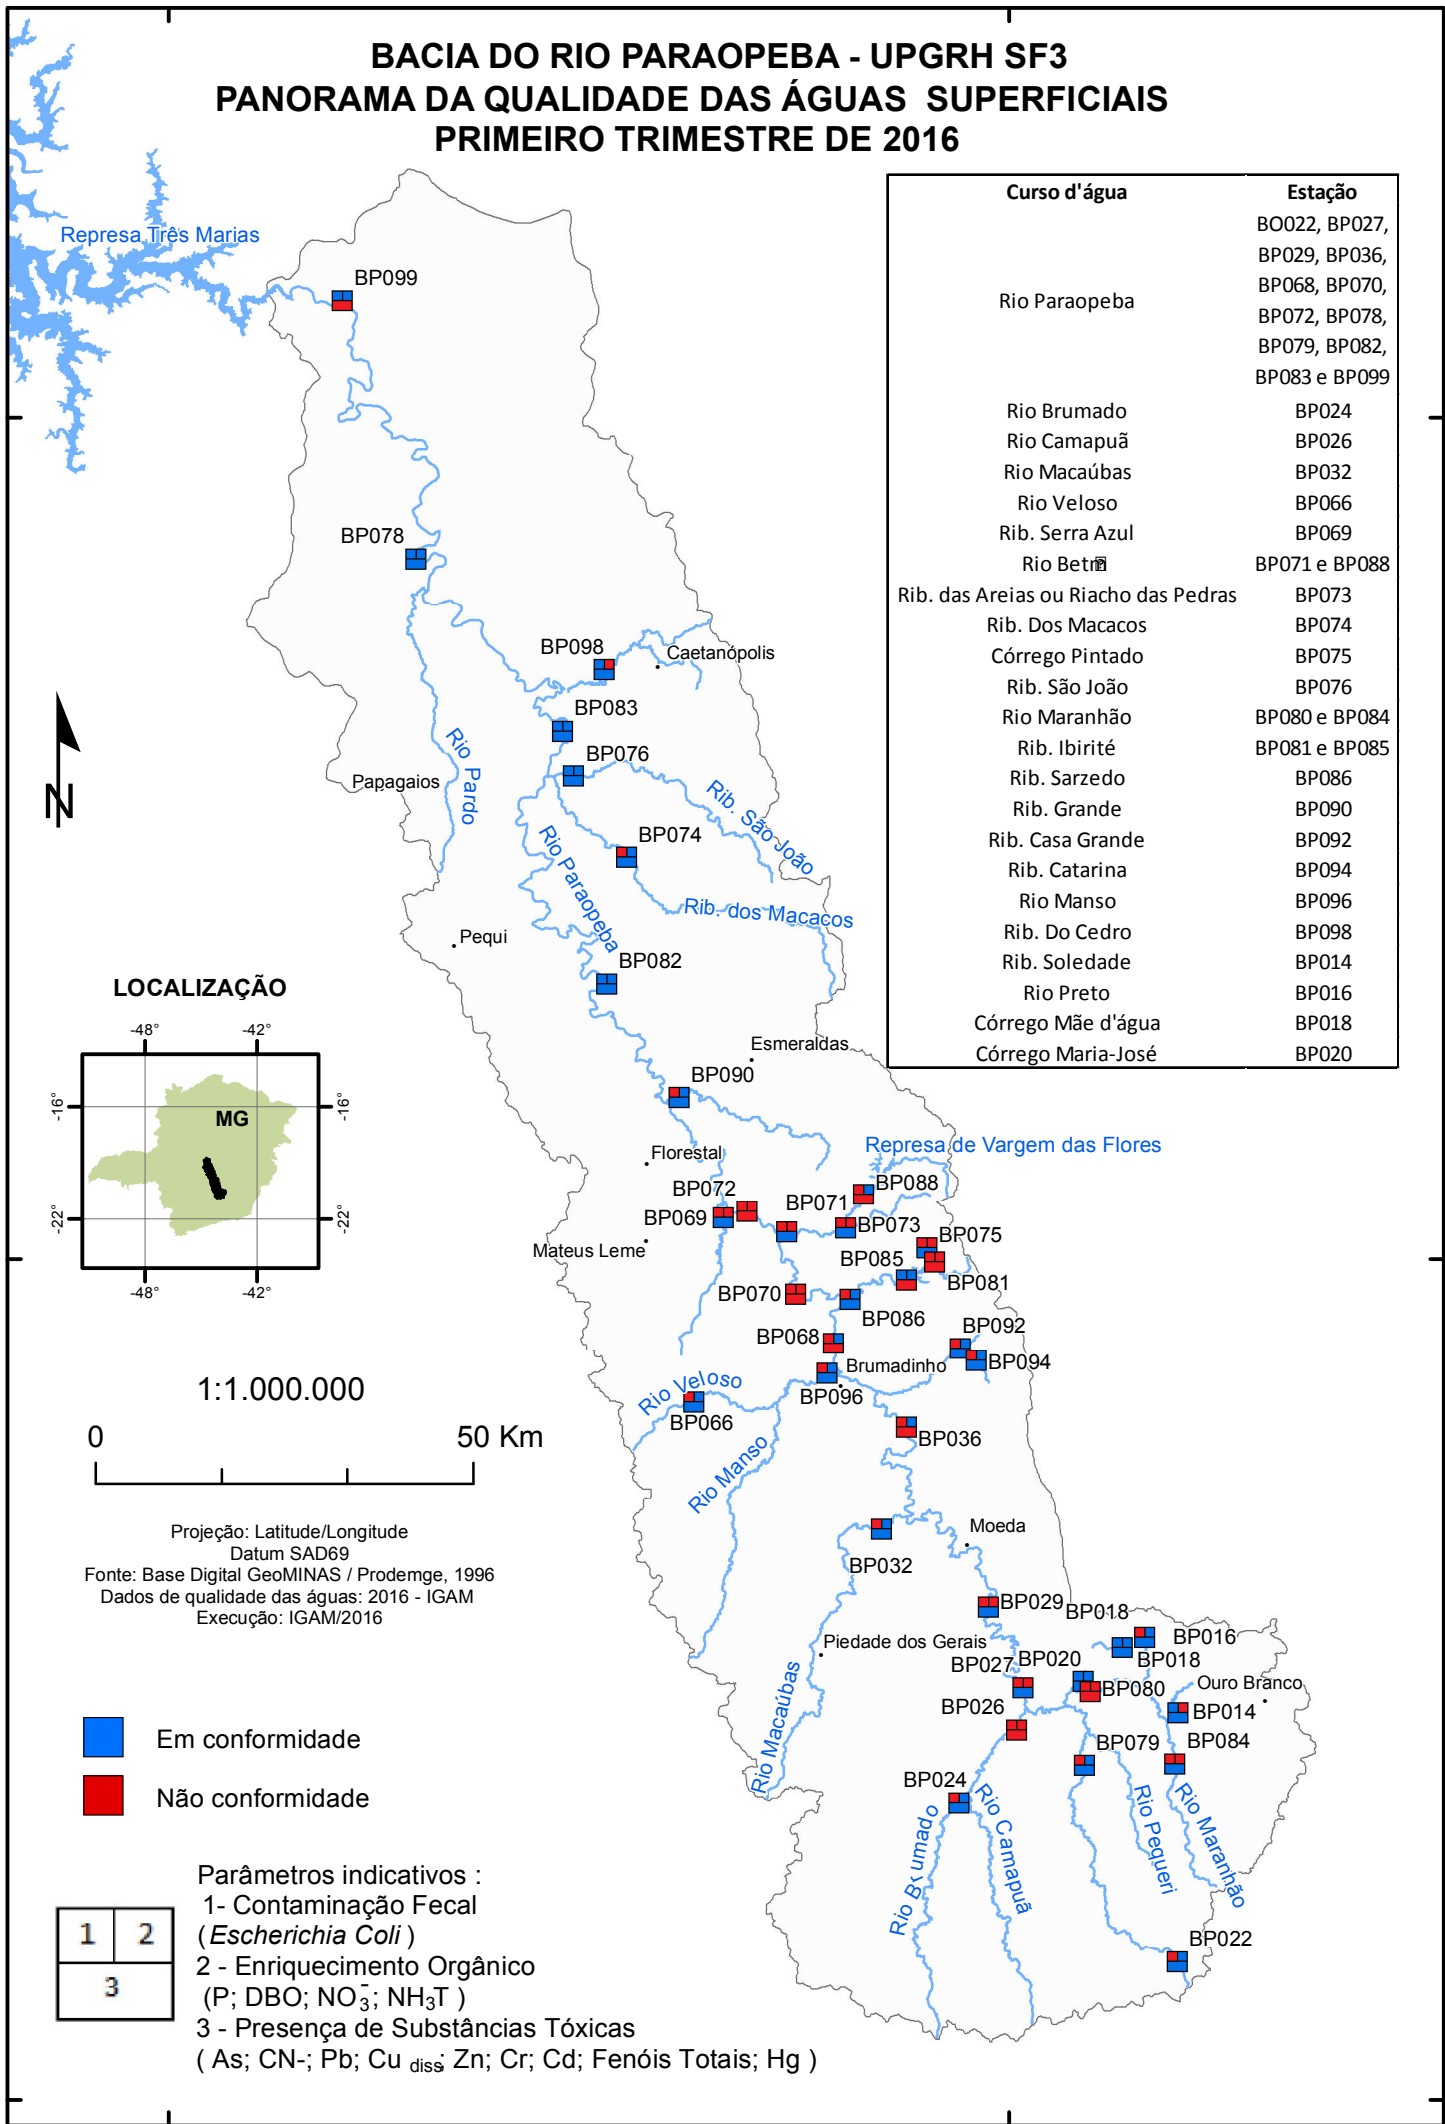 BACIA DO RIO PARAOPEBA - UPGRH SF3
PANORAMA DA QUALIDADE DAS ÁGUAS SUPERFICIAIS
PRIMEIRO TRIMESTRE DE 2016
Curso d'água Estação
Rio Paraopeba
BO022, BP027,
BP029, BP036,
BP068, BP070,
BP072, BP078,
BP079, BP082,
BP083 e BP099
Rio Brumado BP024
Rio Camapuã BP026
Rio Macaúbas BP032
Rio Veloso BP066
Rib. Serra Azul BP069
Rio BP071 e BP088
Rib. das Areias ou Riacho das Pedras BP073
Rib. Dos Macacos BP074
Córrego Pintado BP075
Rib. São João BP076
Rio Maranhão BP080 e BP084
Rib. Ibirité BP081 e BP085
Rib. Sarzedo BP086
Rib. Grande BP090
Rib. Casa Grande BP092
Rib. Catarina BP094
Rio Manso BP096
Rib. Do Cedro BP098
Rib. Soledade BP014
Rio Preto BP016
Córrego Mãe d'água BP018
Córrego Maria-José BP020
Represa Três Marias
BP099
BP078
BP098
Caetanópolis
BP083
BP076
Rio Pardo
Papagaios
Rib. São João
BP074
Rio Paraopeba
Rib. dos Macacos
Pequi
BP082
Esmeraldas
BP090
Represa de Vargem das Flores
Florestal
BP088
BP072
BP071
BP069
BP073
BP075
Mateus Leme
BP085
BP081
BP070
BP086
BP068
BP092
BP094
Brumadinho
BP096
Rio Veloso
BP066
BP036
Rio Manso
Moeda
BP032
BP029
BP018
BP016
BP018
Piedade dos Gerais
BP027
BP020
BP080
Ouro Branco
BP026
BP014
BP079
BP084
Rio Macaúbas
BP024
Rio Brumado
Rio Camapuã
Rio Pequeri
Rio Maranhão
BP022
N
LOCALIZAÇÃO
-48° -42°
-16° -16°
MG
-22° -22°
-48° -42°
1:1.000.000
0 50 Km
Projeção: Latitude/Longitude
Datum SAD69
Fonte: Base Digital GeoMINAS / Prodemge, 1996
Dados de qualidade das águas: 2016 - IGAM
Execução: IGAM/2016
Em conformidade
Não conformidade
1 2
3
Parâmetros indicativos :
1- Contaminação Fecal
(Escherichia Coli )
2 - Enriquecimento Orgânico
(P; DBO; NO₃⁻; NH₃T )
3 - Presença de Substâncias Tóxicas
( As; CN-; Pb; Cu diss; Zn; Cr; Cd; Fenóis Totais; Hg )